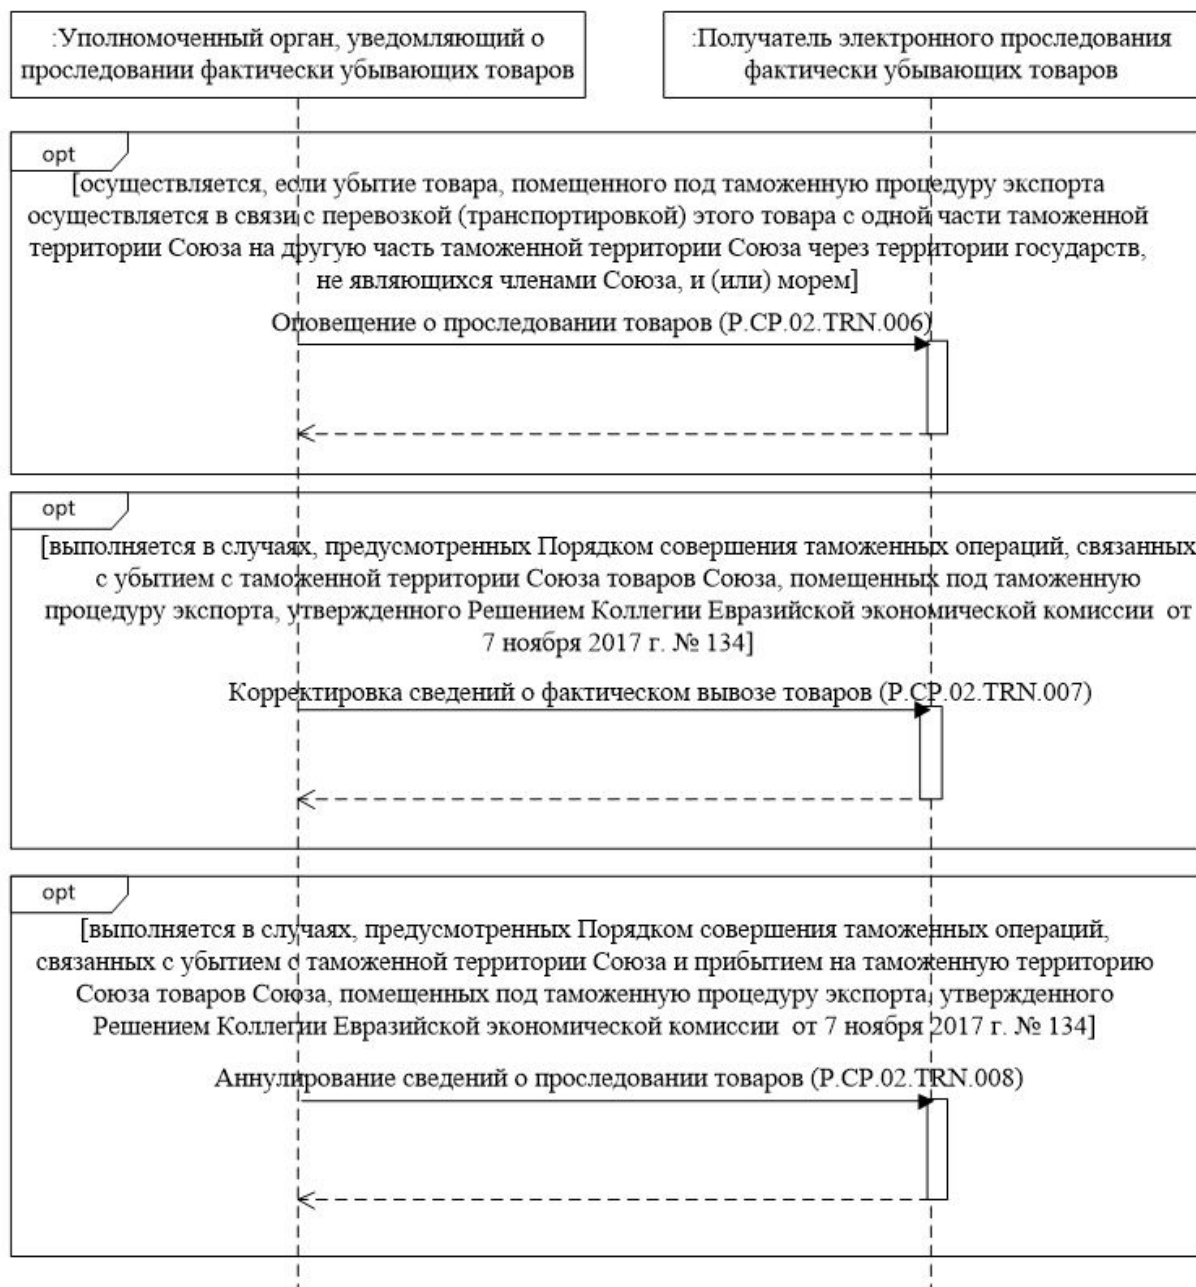 :Уполномоченный орган, уведомляющий о
проследовании фактически убывающих товаров
:Получатель электронного проследования
фактически убывающих товаров
opt
[осуществляется, если убытие товара, помещенного под таможенную процедуру экспорта
осуществляется в связи с перевозкой (транспортировкой) этого товара с одной части таможенной
территории Союза на другую часть таможенной территории Союза через территории государств,
не являющихся членами Союза, и (или) морем]
Оповещение о проследовании товаров (P.CP.02.TRN.006)
opt
[выполняется в случаях, предусмотренных Порядком совершения таможенных операций, связанных
с убытием с таможенной территории Союза товаров Союза, помещенных под таможенную
процедуру экспорта, утвержденного Решением Коллегии Евразийской экономической комиссии от
7 ноября 2017 г. № 134]
Корректировка сведений о фактическом вывозе товаров (P.CP.02.TRN.007)
opt
[выполняется в случаях, предусмотренных Порядком совершения таможенных операций,
связанных с убытием с таможенной территории Союза и прибытием на таможенную территорию
Союза товаров Союза, помещенных под таможенную процедуру экспорта, утвержденного
Решением Коллегии Евразийской экономической комиссии от 7 ноября 2017 г. № 134]
Аннулирование сведений о проследовании товаров (P.CP.02.TRN.008)